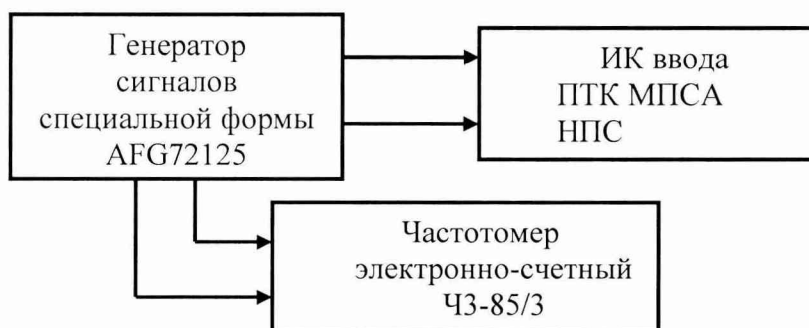 Генератор
сигналов
специальной формы
AFG72125
ИК ввода
ПТК МПСА
НПС
Частотомер
электронно-счетный
Ч3-85/3